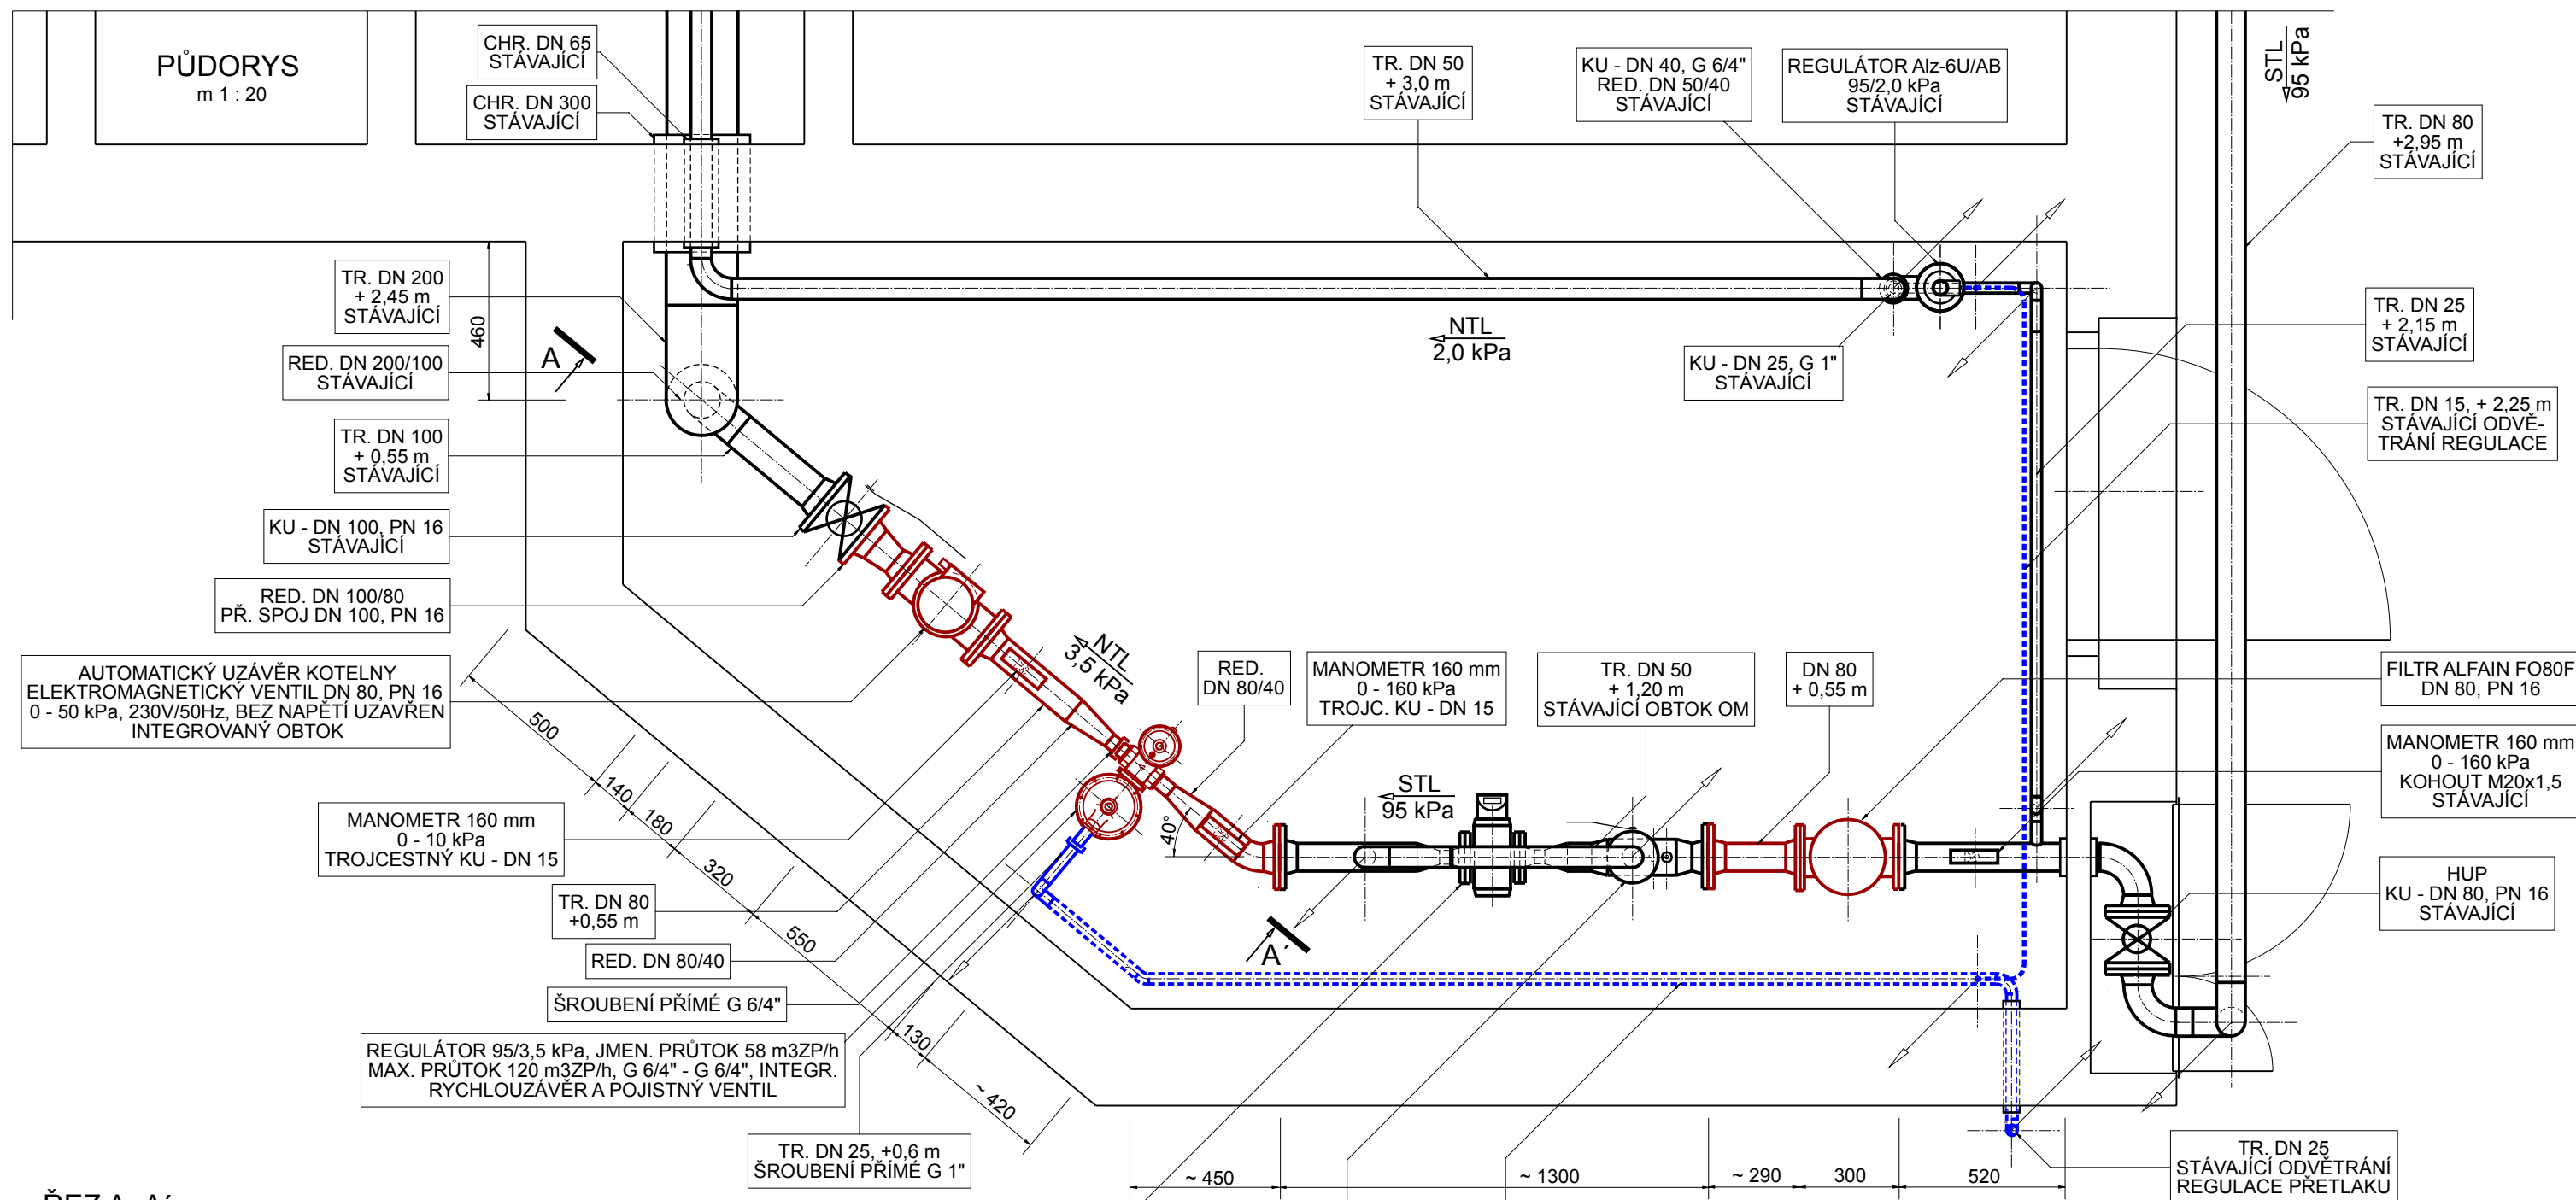 PŮDORYS
m 1 : 20
CHR. DN 65
STÁVAJÍCÍ
CHR. DN 300
STÁVAJÍCÍ
TR. DN 50
+ 3,0 m
STÁVAJÍCÍ
KU - DN 40, G 6/4"
RED. DN 50/40
STÁVAJÍCÍ
REGULÁTOR Alz-6U/AB
95/2,0 kPa
STÁVAJÍCÍ
STL
95 kPa
TR. DN 80
+2,95 m
STÁVAJÍCÍ
TR. DN 200
+ 2,45 m
STÁVAJÍCÍ
460
A
RED. DN 200/100
STÁVAJÍCÍ
NTL
2,0 kPa
KU - DN 25, G 1"
STÁVAJÍCÍ
TR. DN 25
+ 2,15 m
STÁVAJÍCÍ
TR. DN 100
+ 0,55 m
STÁVAJÍCÍ
TR. DN 15, + 2,25 m
STÁVAJÍCÍ ODVĚ-
TRÁNÍ REGULACE
KU - DN 100, PN 16
STÁVAJÍCÍ
RED. DN 100/80
PŘ. SPOJ DN 100, PN 16
AUTOMATICKÝ UZÁVĚR KOTELNY
ELEKTROMAGNETICKÝ VENTIL DN 80, PN 16
0 - 50 kPa, 230V/50Hz, BEZ NAPĚTÍ UZAVŘEN
INTEGROVANÝ OBTOK
NTL
3,5 kPa
RED.
DN 80/40
MANOMETR 160 mm
0 - 160 kPa
TROJC. KU - DN 15
TR. DN 50
+ 1,20 m
STÁVAJÍCÍ OBTOK OM
DN 80
+ 0,55 m
FILTR ALFAIN FO80F
DN 80, PN 16
MANOMETR 160 mm
0 - 160 kPa
KOHOUT M20x1,5
STÁVAJÍCÍ
500
140
180
320
550
130
~ 420
STL
95 kPa
40°
MANOMETR 160 mm
0 - 10 kPa
TROJCESTNÝ KU - DN 15
HUP
KU - DN 80, PN 16
STÁVAJÍCÍ
TR. DN 80
+0,55 m
A´
RED. DN 80/40
ŠROUBENÍ PŘÍMÉ G 6/4"
REGULÁTOR 95/3,5 kPa, JMEN. PRŮTOK 58 m3ZP/h
MAX. PRŮTOK 120 m3ZP/h, G 6/4" - G 6/4", INTEGR.
RYCHLOUZÁVĚR A POJISTNÝ VENTIL
TR. DN 25, +0,6 m
ŠROUBENÍ PŘÍMÉ G 1"
~ 450
~ 1300
~ 290
300
520
TR. DN 25
STÁVAJÍCÍ ODVĚTRÁNÍ
REGULACE PŘETLAKU